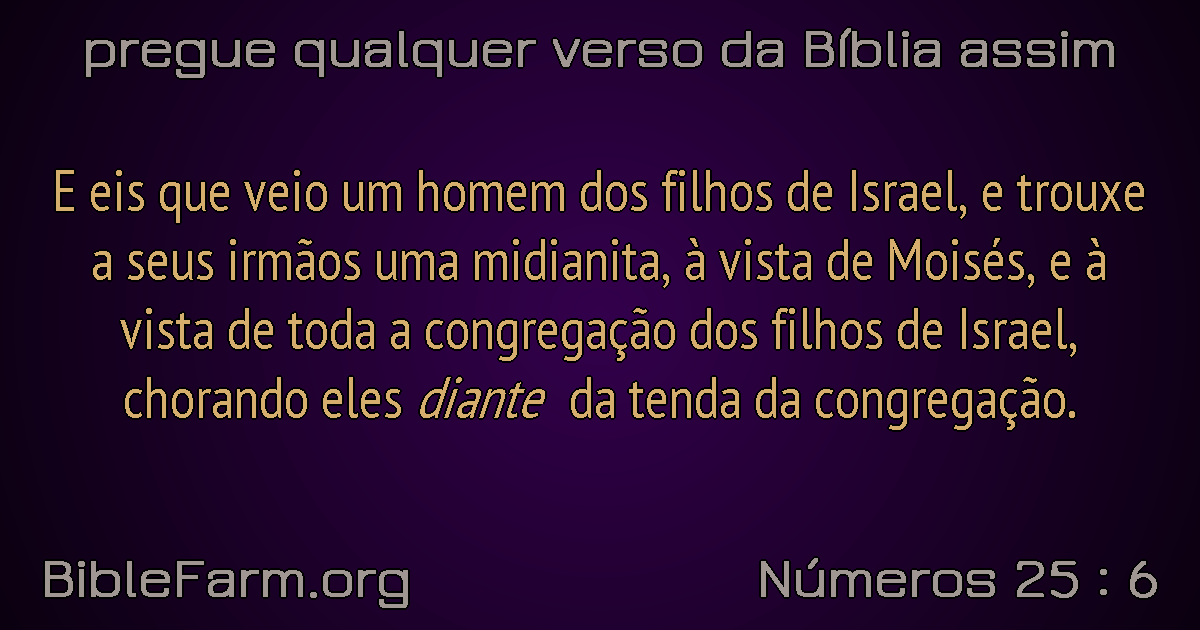 pregue qualquer verso da Bíblia assim
E eis que veio um homem dos filhos de Israel, e trouxe
a seus irmãos uma midianita, à vista de Moisés, e à
vista de toda a congregação dos filhos de Israel,
chorando eles diante da tenda da congregação.
BibleFarm.org
Números 25 : 6